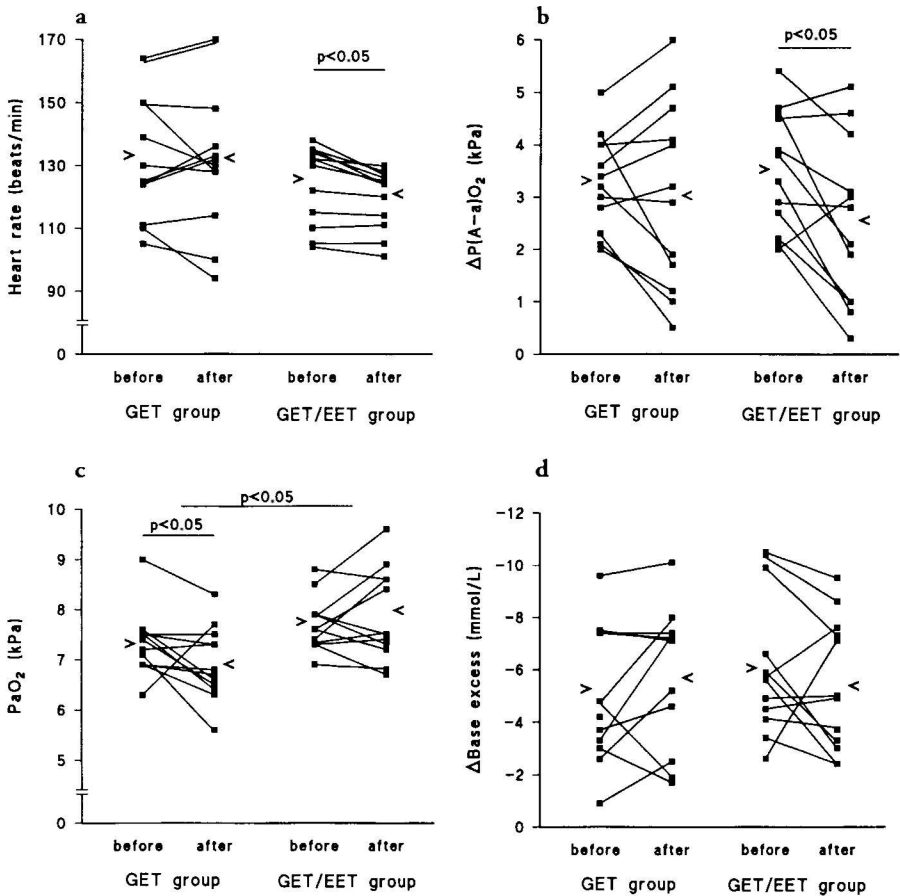 a
Heart rate (beats/min)
170
150
130
110
90
0
p<0.05
> < > <
before after before after
GET group GET/EET group
b
ΔP(A-a)O₂ (kPa)
6
5
4
3
2
1
0
p<0.05
> < > <
before after before after
GET group GET/EET group
c
PaO₂ (kPa)
10
9
8
7
6
5
0
p<0.05
p<0.05
> < > <
before after before after
GET group GET/EET group
d
ΔBase excess (mmol/L)
-12
-10
-8
-6
-4
-2
0
> < > <
before after before after
GET group GET/EET group